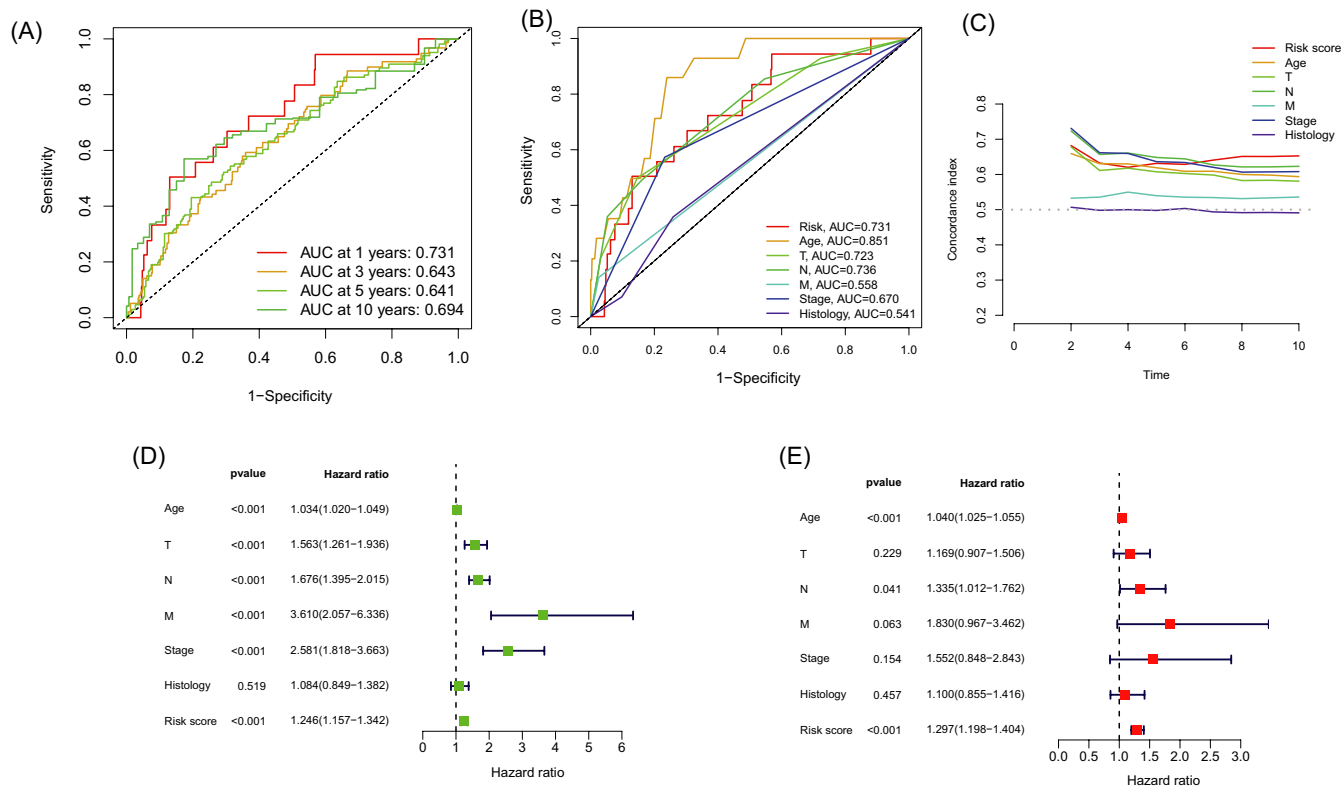 (A)
1.0
0.8
0.6
0.4
0.2
0.0
Sensitivity
AUC at 1 years: 0.731
AUC at 3 years: 0.643
AUC at 5 years: 0.641
AUC at 10 years: 0.694
0.0 0.2 0.4 0.6 0.8 1.0
1−Specificity
(B)
1.0
0.8
0.6
0.4
0.2
0.0
Sensitivity
Risk, AUC=0.731
Age, AUC=0.851
T, AUC=0.723
N, AUC=0.736
M, AUC=0.558
Stage, AUC=0.670
Histology, AUC=0.541
0.0 0.2 0.4 0.6 0.8 1.0
1−Specificity
(C)
Risk score
Age
T
N
M
Stage
Histology
0.8
0.7
0.6
0.5
0.4
0.3
0.2
Concordance index
0 2 4 6 8 10
Time
(D)
pvalue Hazard ratio
Age <0.001 1.034(1.020−1.049)
T <0.001 1.563(1.261−1.936)
N <0.001 1.676(1.395−2.015)
M <0.001 3.610(2.057−6.336)
Stage <0.001 2.581(1.818−3.663)
Histology 0.519 1.084(0.849−1.382)
Risk score <0.001 1.246(1.157−1.342)
0 1 2 3 4 5 6
Hazard ratio
(E)
pvalue Hazard ratio
Age <0.001 1.040(1.025−1.055)
T 0.229 1.169(0.907−1.506)
N 0.041 1.335(1.012−1.762)
M 0.063 1.830(0.967−3.462)
Stage 0.154 1.552(0.848−2.843)
Histology 0.457 1.100(0.855−1.416)
Risk score <0.001 1.297(1.198−1.404)
0.0 0.5 1.0 1.5 2.0 2.5 3.0
Hazard ratio